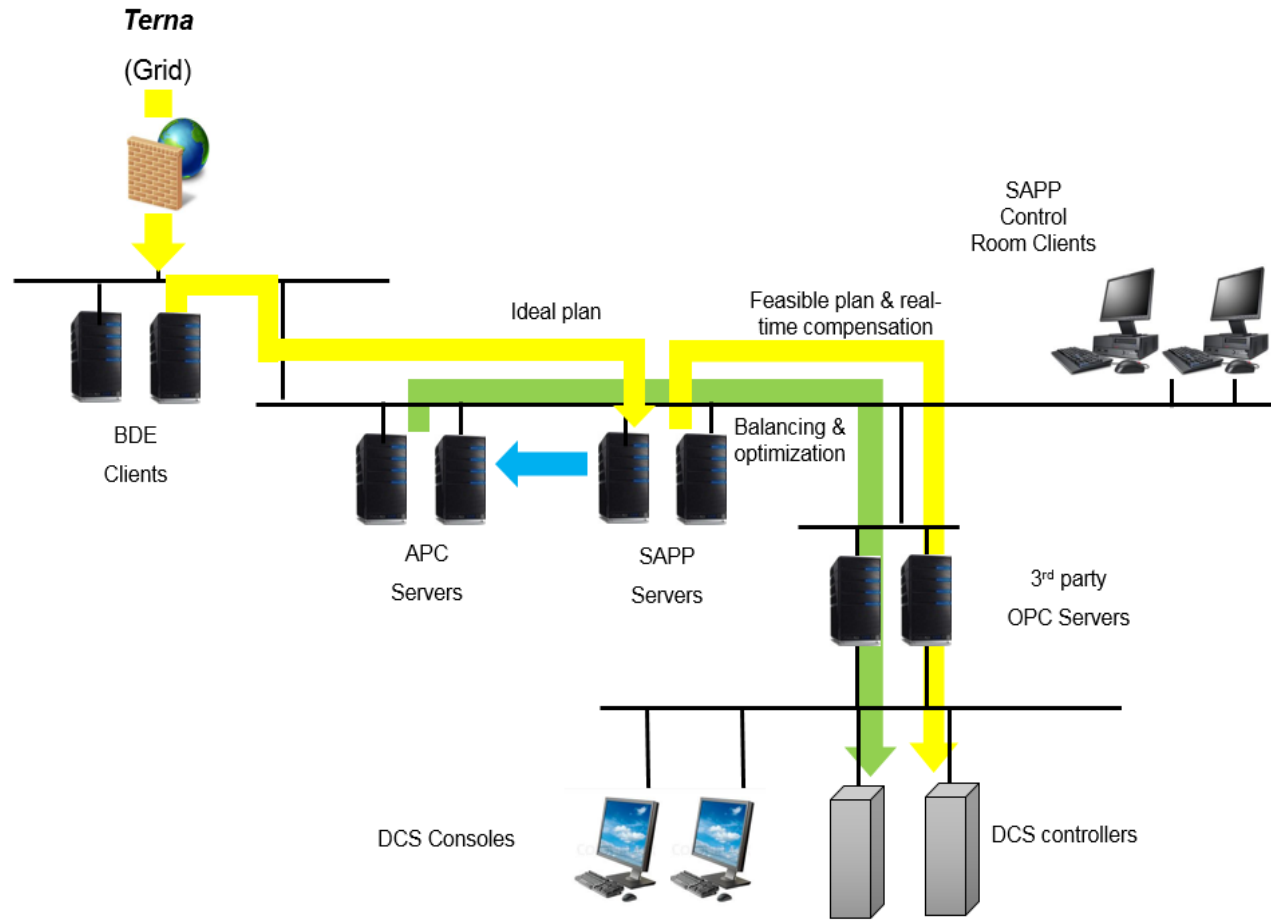 Terna
(Grid)
SAPP
Control
Room Clients
Ideal plan
Feasible plan & real-
time compensation
BDE
Clients
Balancing &
optimization
APC
Servers
SAPP
Servers
3rd party
OPC Servers
DCS Consoles
DCS controllers